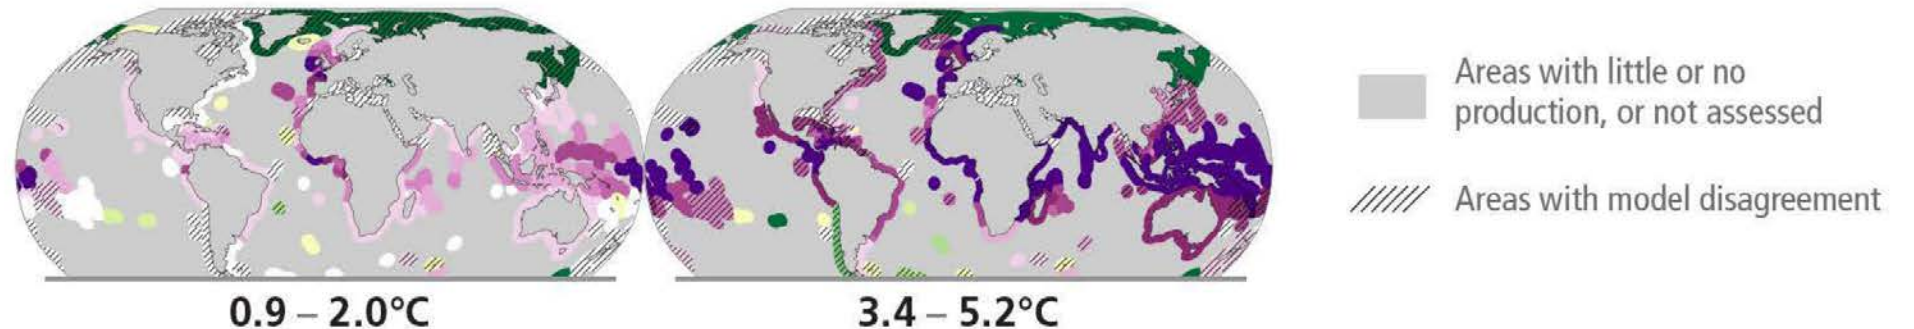 Areas with little or no
production, or not assessed
Areas with model disagreement
0.9 – 2.0°C
3.4 – 5.2°C